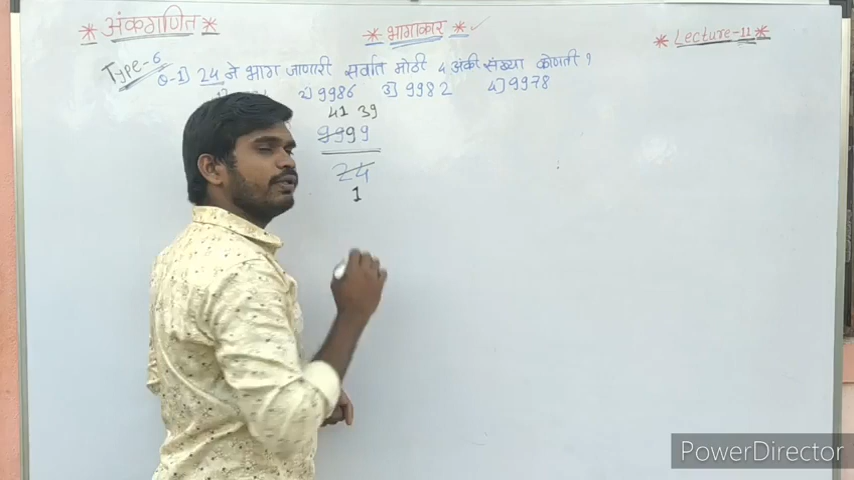 * अंकगणित * * भागाकार * ✓ * Lecture-11 *
Type-6
Q-1) 24 ने भाग जाणारी सर्वात मोठी 4 अंकी संख्या कोणती ?
2) 9986 3) 9982 4) 9978
41 39
9999
24
1
PowerDirector